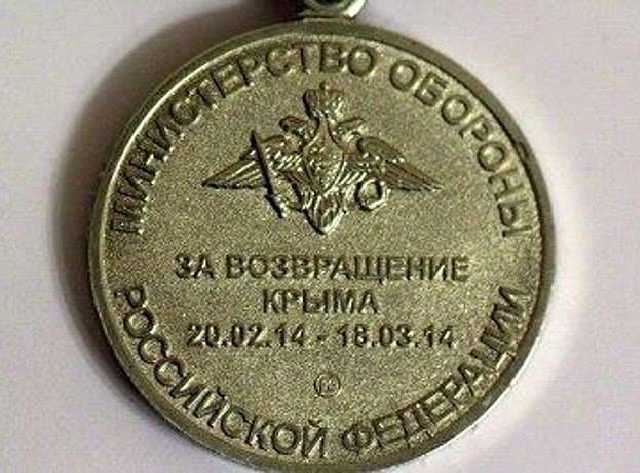 МИНИСТЕРСТВО ОБОРОНЫ
ЗА ВОЗВРАЩЕНИЕ
КРЫМА
20.02.14 - 18.03.14
РОССИЙСКОЙ ФЕДЕРАЦИИ